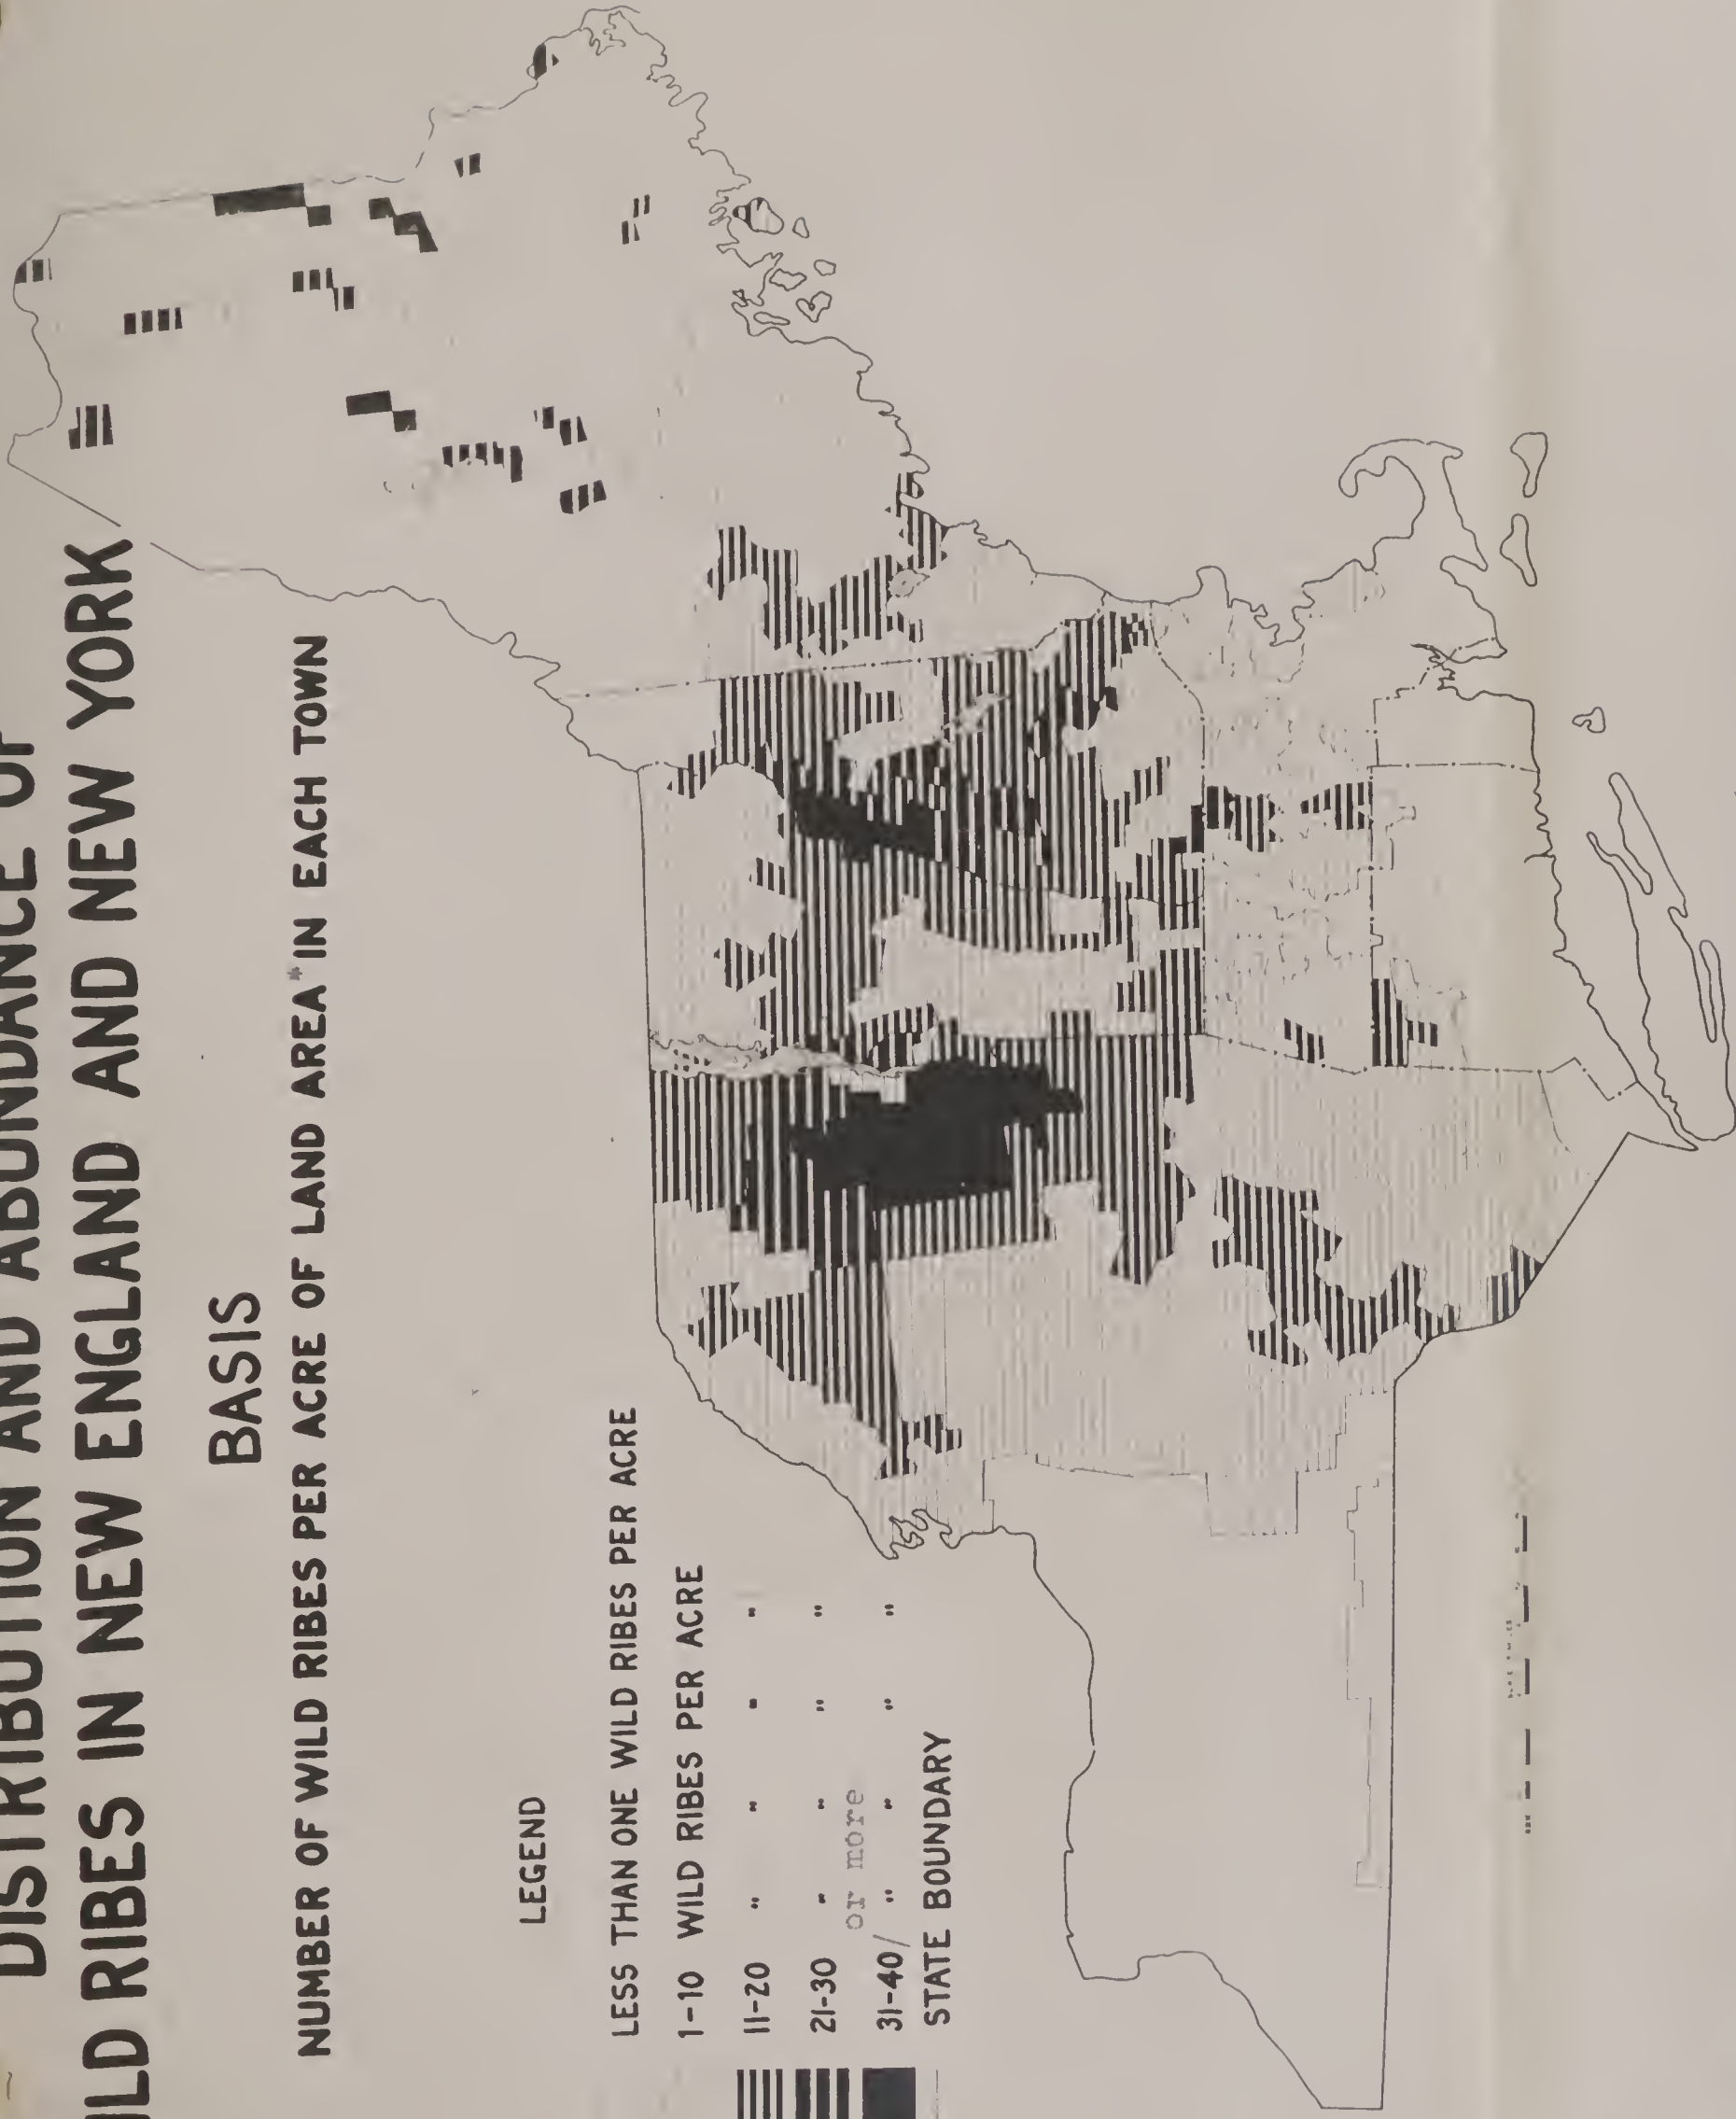 DISTRIBUTION AND ABUNDANCE OF
ILD RIBES IN NEW ENGLAND AND NEW YORK
BASIS
NUMBER OF WILD RIBES PER ACRE OF LAND AREA* IN EACH TOWN
LEGEND
LESS THAN ONE WILD RIBES PER ACRE
1-10 WILD RIBES PER ACRE
11-20 " " " "
21-30 " " " "
or more
31-40/ " " " "
STATE BOUNDARY